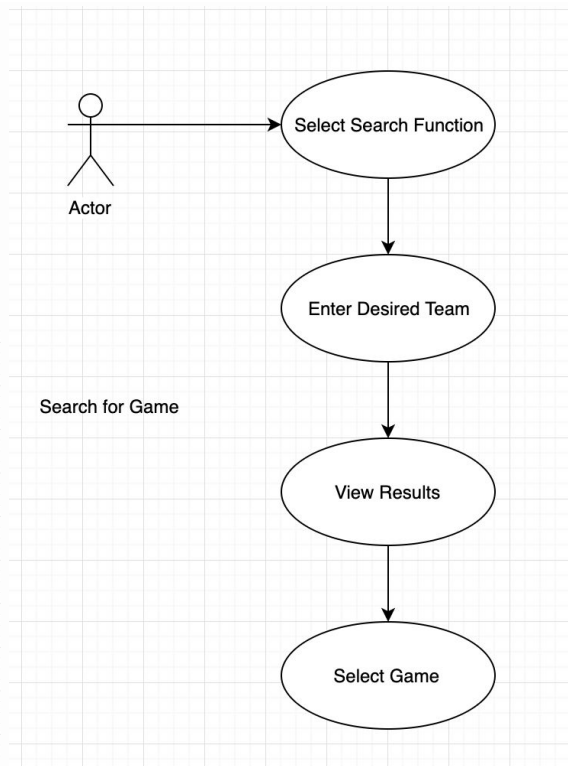 Select Search Function
Actor
Enter Desired Team
Search for Game
View Results
Select Game